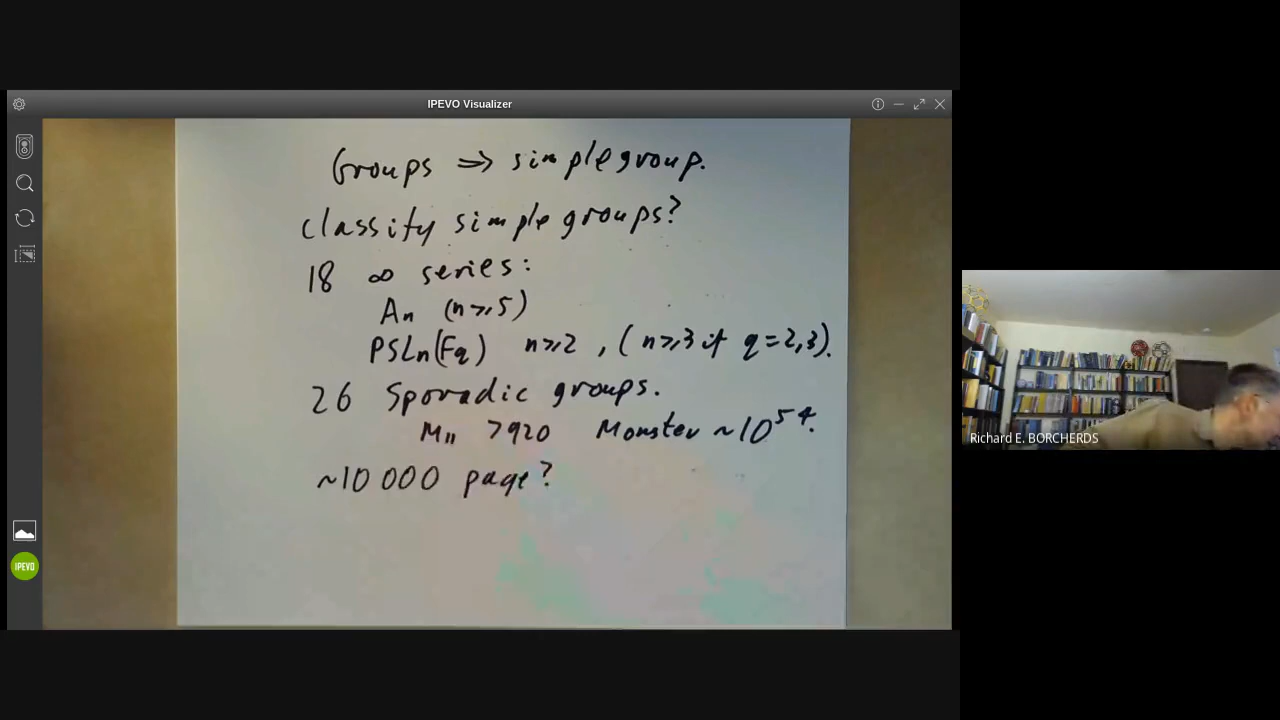 IPEVO Visualizer
Groups ⇒ simple group.
classify simple groups?
18 ∞ series:
An (n≥5)
PSLn(Fq) n≥2, (n≥3 if q=2,3).
26 Sporadic groups.
M11 7920 Monster ~10^54.
~10 000 page?
IPEVO
Richard E. BORCHERDS